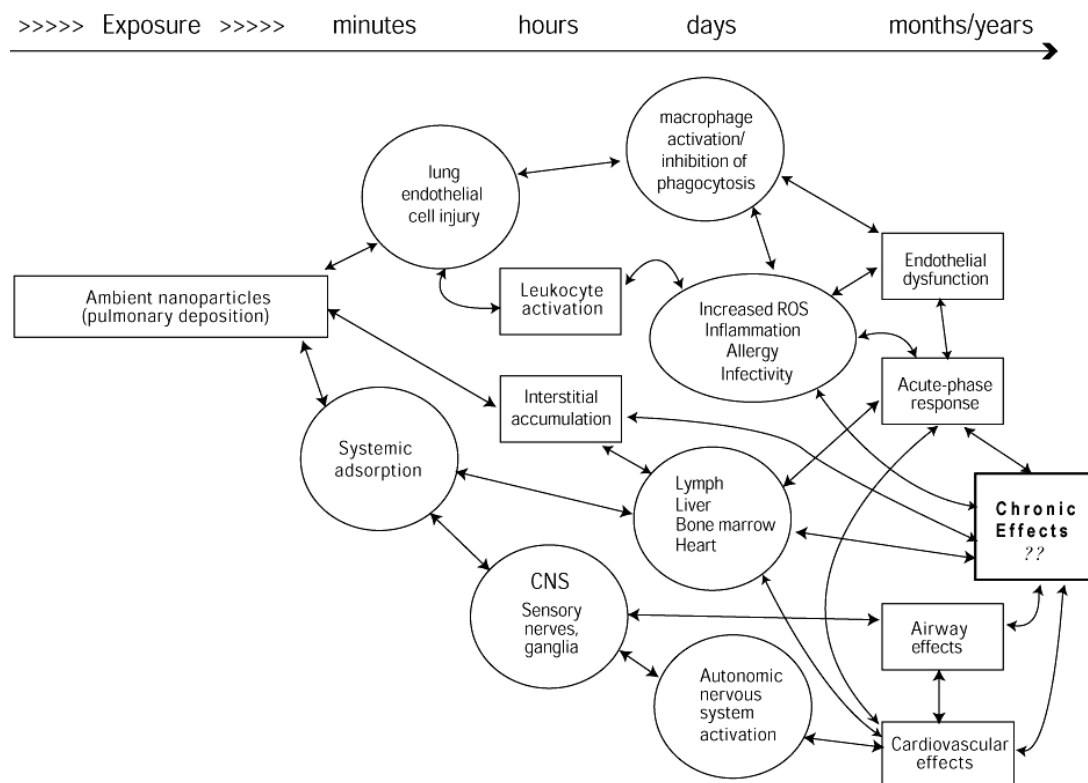 >>>>> Exposure >>>>> minutes hours days months/years
macrophage
activation/
inhibition of
phagocytosis
lung
endothelial
cell injury
Endothelial
dysfunction
Ambient nanoparticles
(pulmonary deposition)
Leukocyte
activation
Increased ROS
Inflammation
Allergy
Infectivity
Acute-phase
response
Interstitial
accumulation
Systemic
adsorption
Lymph
Liver
Bone marrow
Heart
Chronic
Effects
??
CNS
Sensory
nerves,
ganglia
Airway
effects
Autonomic
nervous
system
activation
Cardiovascular
effects